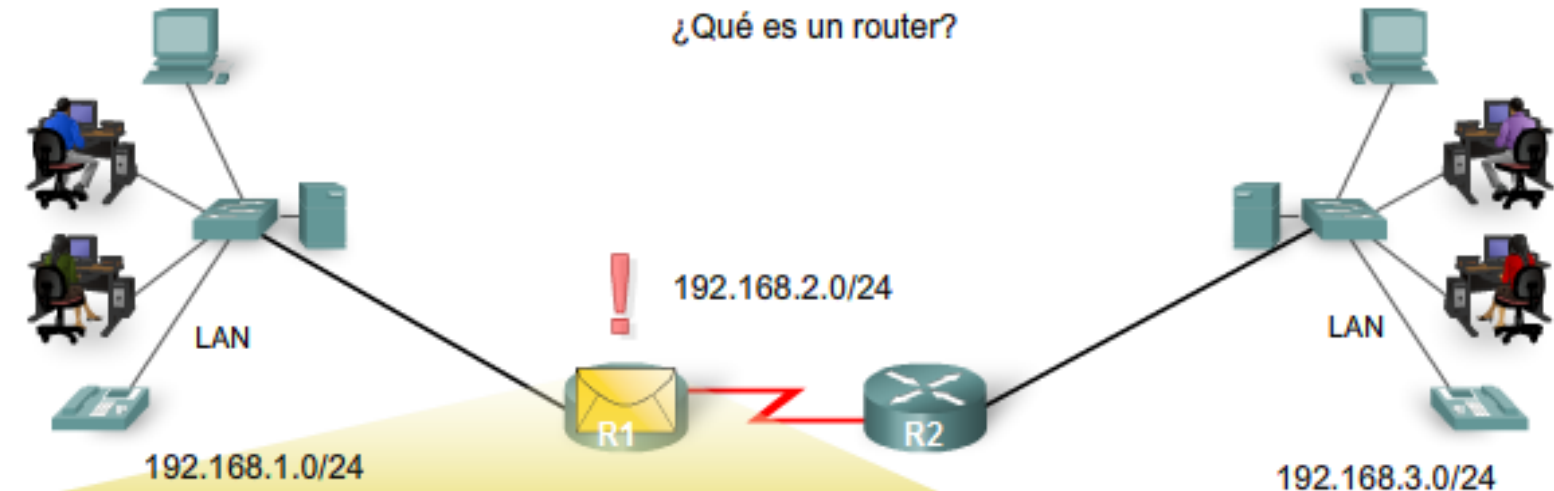 ¿Qué es un router?
192.168.2.0/24
LAN
LAN
R1
R2
192.168.1.0/24
192.168.3.0/24